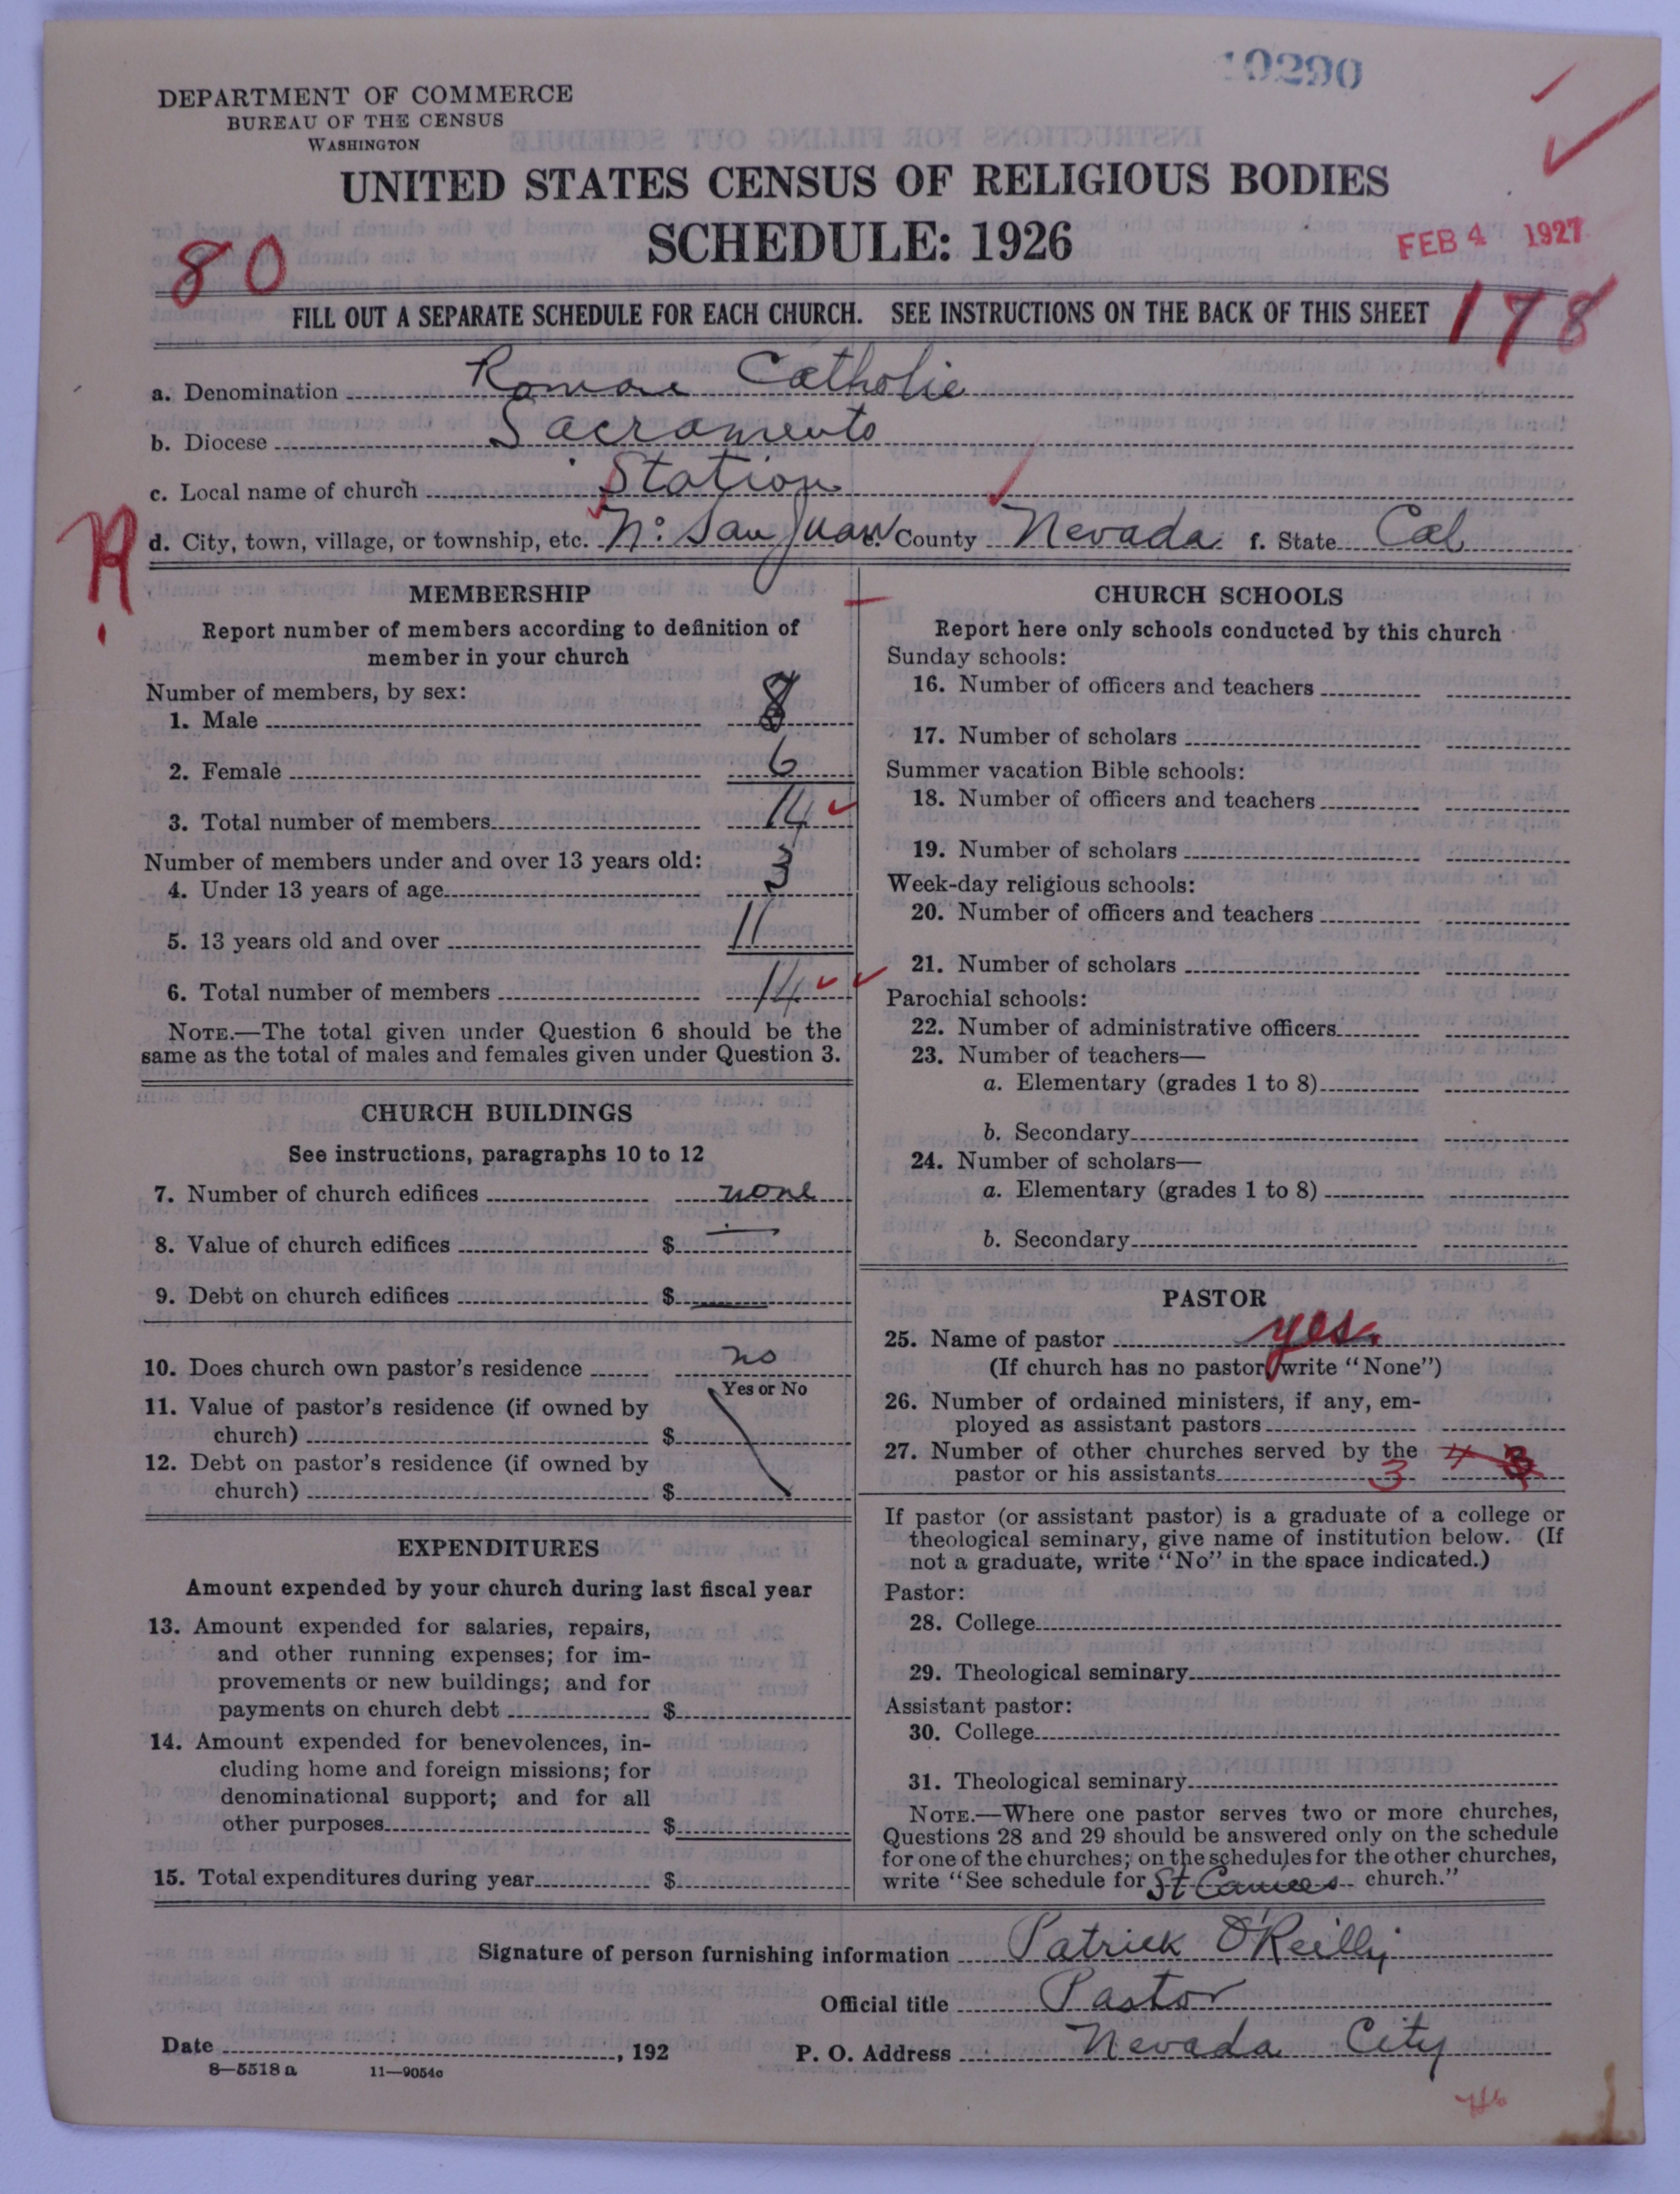 10290
DEPARTMENT OF COMMERCE
BUREAU OF THE CENSUS
WASHINGTON
UNITED STATES CENSUS OF RELIGIOUS BODIES
SCHEDULE: 1926
FEB 4 1927
80
FILL OUT A SEPARATE SCHEDULE FOR EACH CHURCH. SEE INSTRUCTIONS ON THE BACK OF THIS SHEET
178
a. Denomination Roman Catholic
b. Diocese Sacramento
c. Local name of church Station
d. City, town, village, or township, etc. N. San Juan e. County Nevada f. State Cal
MEMBERSHIP
Report number of members according to definition of
member in your church
Number of members, by sex:
1. Male 8
2. Female 6
3. Total number of members 14
Number of members under and over 13 years old:
4. Under 13 years of age 3
5. 13 years old and over 11
6. Total number of members 14
NOTE.—The total given under Question 6 should be the
same as the total of males and females given under Question 3.
CHURCH BUILDINGS
See instructions, paragraphs 10 to 12
7. Number of church edifices none
8. Value of church edifices $ —
9. Debt on church edifices $ —
10. Does church own pastor's residence no
Yes or No
11. Value of pastor's residence (if owned by
church) $
12. Debt on pastor's residence (if owned by
church) $
EXPENDITURES
Amount expended by your church during last fiscal year
13. Amount expended for salaries, repairs,
and other running expenses; for im-
provements or new buildings; and for
payments on church debt $
14. Amount expended for benevolences, in-
cluding home and foreign missions; for
denominational support; and for all
other purposes $
15. Total expenditures during year $
CHURCH SCHOOLS
Report here only schools conducted by this church
Sunday schools:
16. Number of officers and teachers
17. Number of scholars
Summer vacation Bible schools:
18. Number of officers and teachers
19. Number of scholars
Week-day religious schools:
20. Number of officers and teachers
21. Number of scholars
Parochial schools:
22. Number of administrative officers
23. Number of teachers—
a. Elementary (grades 1 to 8)
b. Secondary
24. Number of scholars—
a. Elementary (grades 1 to 8)
b. Secondary
PASTOR
25. Name of pastor yes
(If church has no pastor, write "None")
26. Number of ordained ministers, if any, em-
ployed as assistant pastors
27. Number of other churches served by the 4 3
pastor or his assistants 3
If pastor (or assistant pastor) is a graduate of a college or
theological seminary, give name of institution below. (If
not a graduate, write "No" in the space indicated.)
Pastor:
28. College
29. Theological seminary
Assistant pastor:
30. College
31. Theological seminary
NOTE.—Where one pastor serves two or more churches,
Questions 28 and 29 should be answered only on the schedule
for one of the churches; on the schedules for the other churches,
write "See schedule for St church."
Signature of person furnishing information Patrick O'Reilly
Official title Pastor
Date , 192 P. O. Address Nevada City
8—5518 a 11—9054c